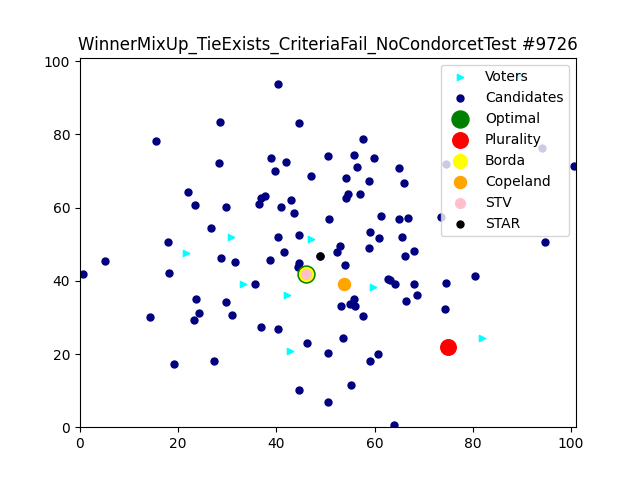 WinnerMixUp_TieExists_CriteriaFail_NoCondorcetTest #9726
100
80
60
40
20
0
0
20
40
60
80
100
Voters
Candidates
Optimal
Plurality
Borda
Copeland
STV
STAR